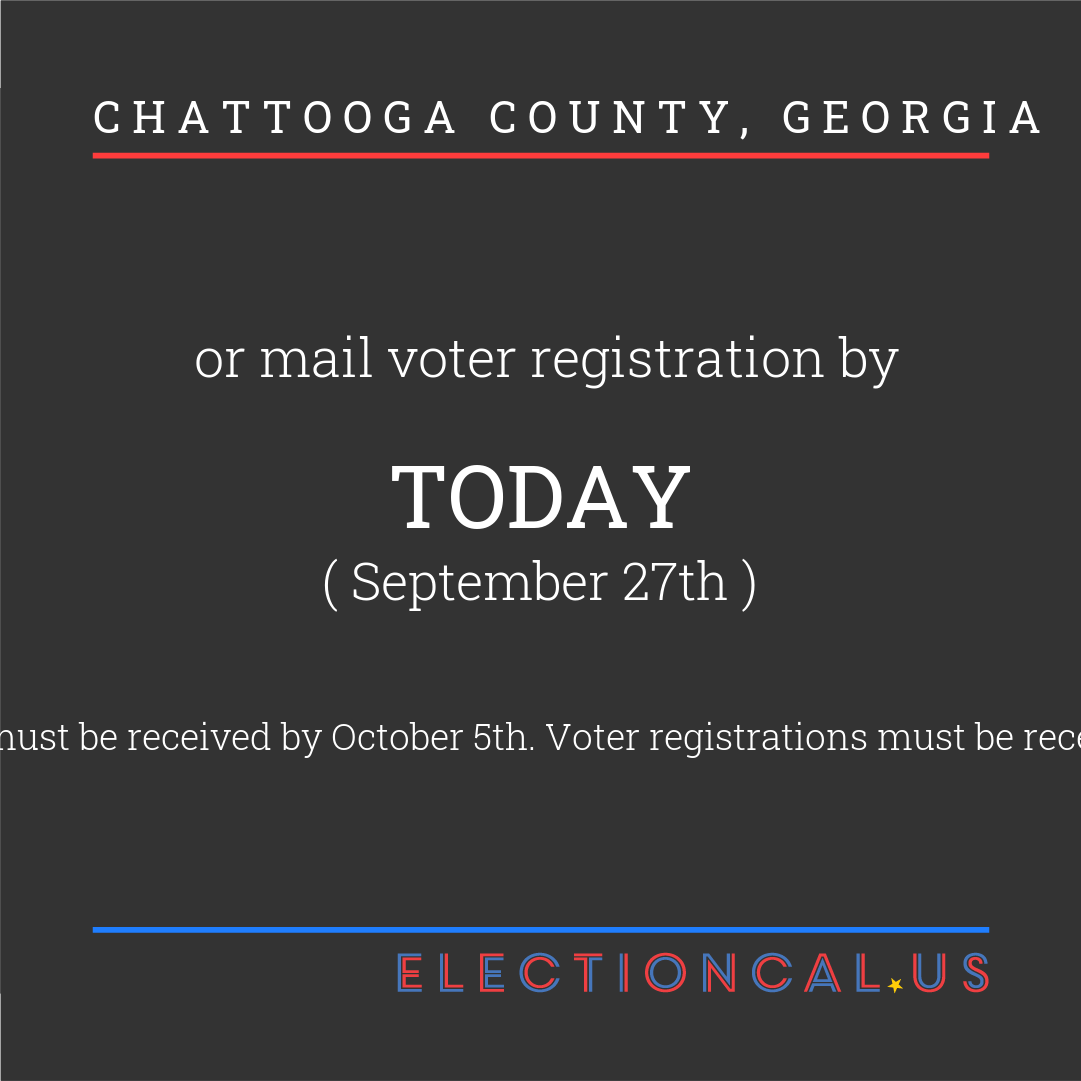 CHATTOOGA COUNTY, GEORGIA
or mail voter registration by
TODAY
( September 27th )
must be received by October 5th. Voter registrations must be
ELECTIONCAL.US